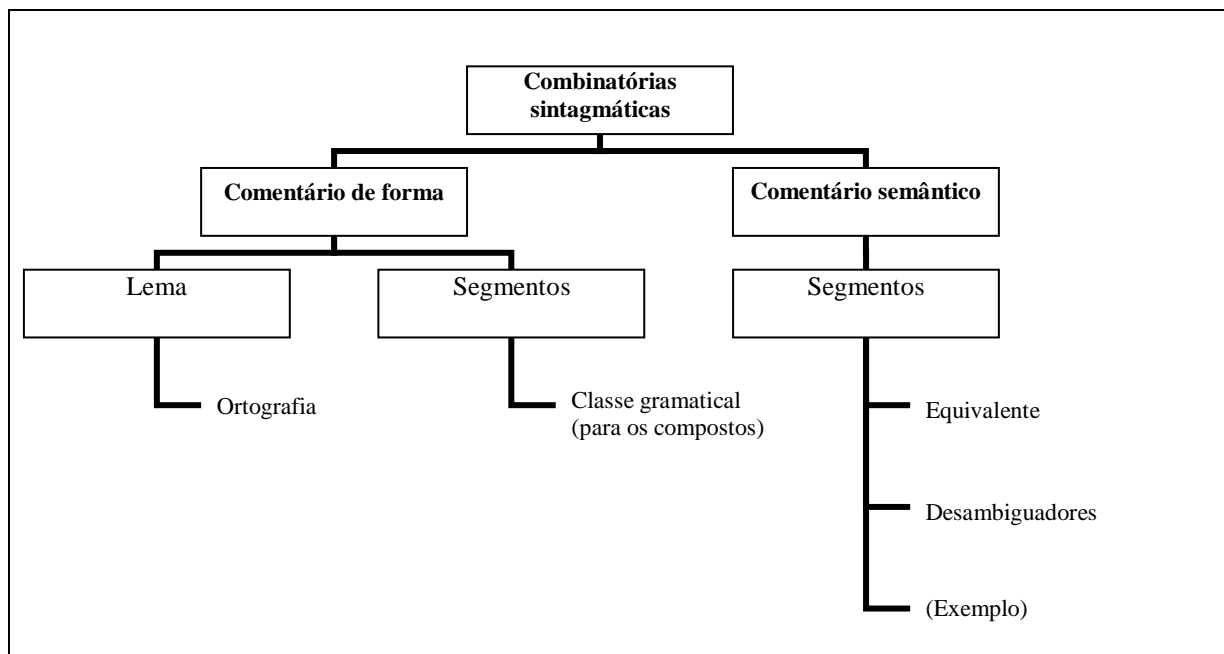 Combinatórias
sintagmáticas
Comentário de forma
Comentário semântico
Lema
Segmentos
Segmentos
Ortografia
Classe gramatical
(para os compostos)
Equivalente
Desambiguadores
(Exemplo)